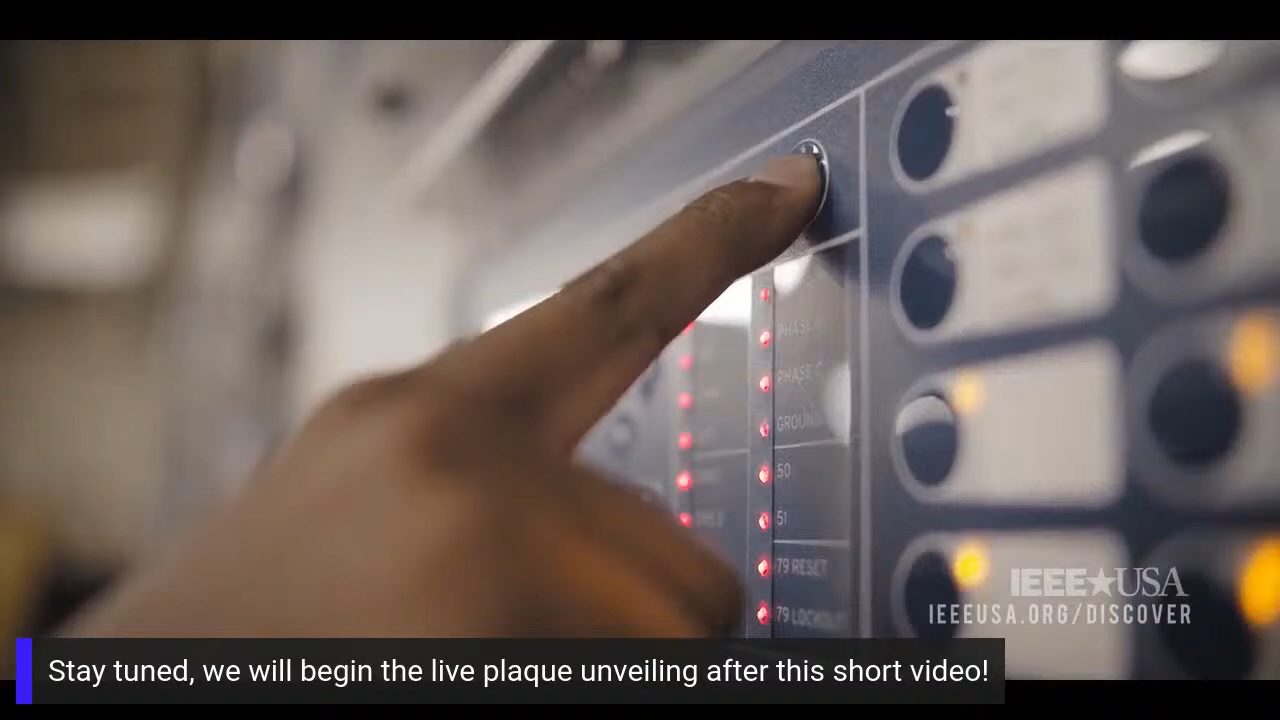 PHASE
PHASE C
GROUND
50
51
79 RESET
79 LOCKOUT
IEEE★USA
IEEEUSA.ORG/DISCOVER
Stay tuned, we will begin the live plaque unveiling after this short video!